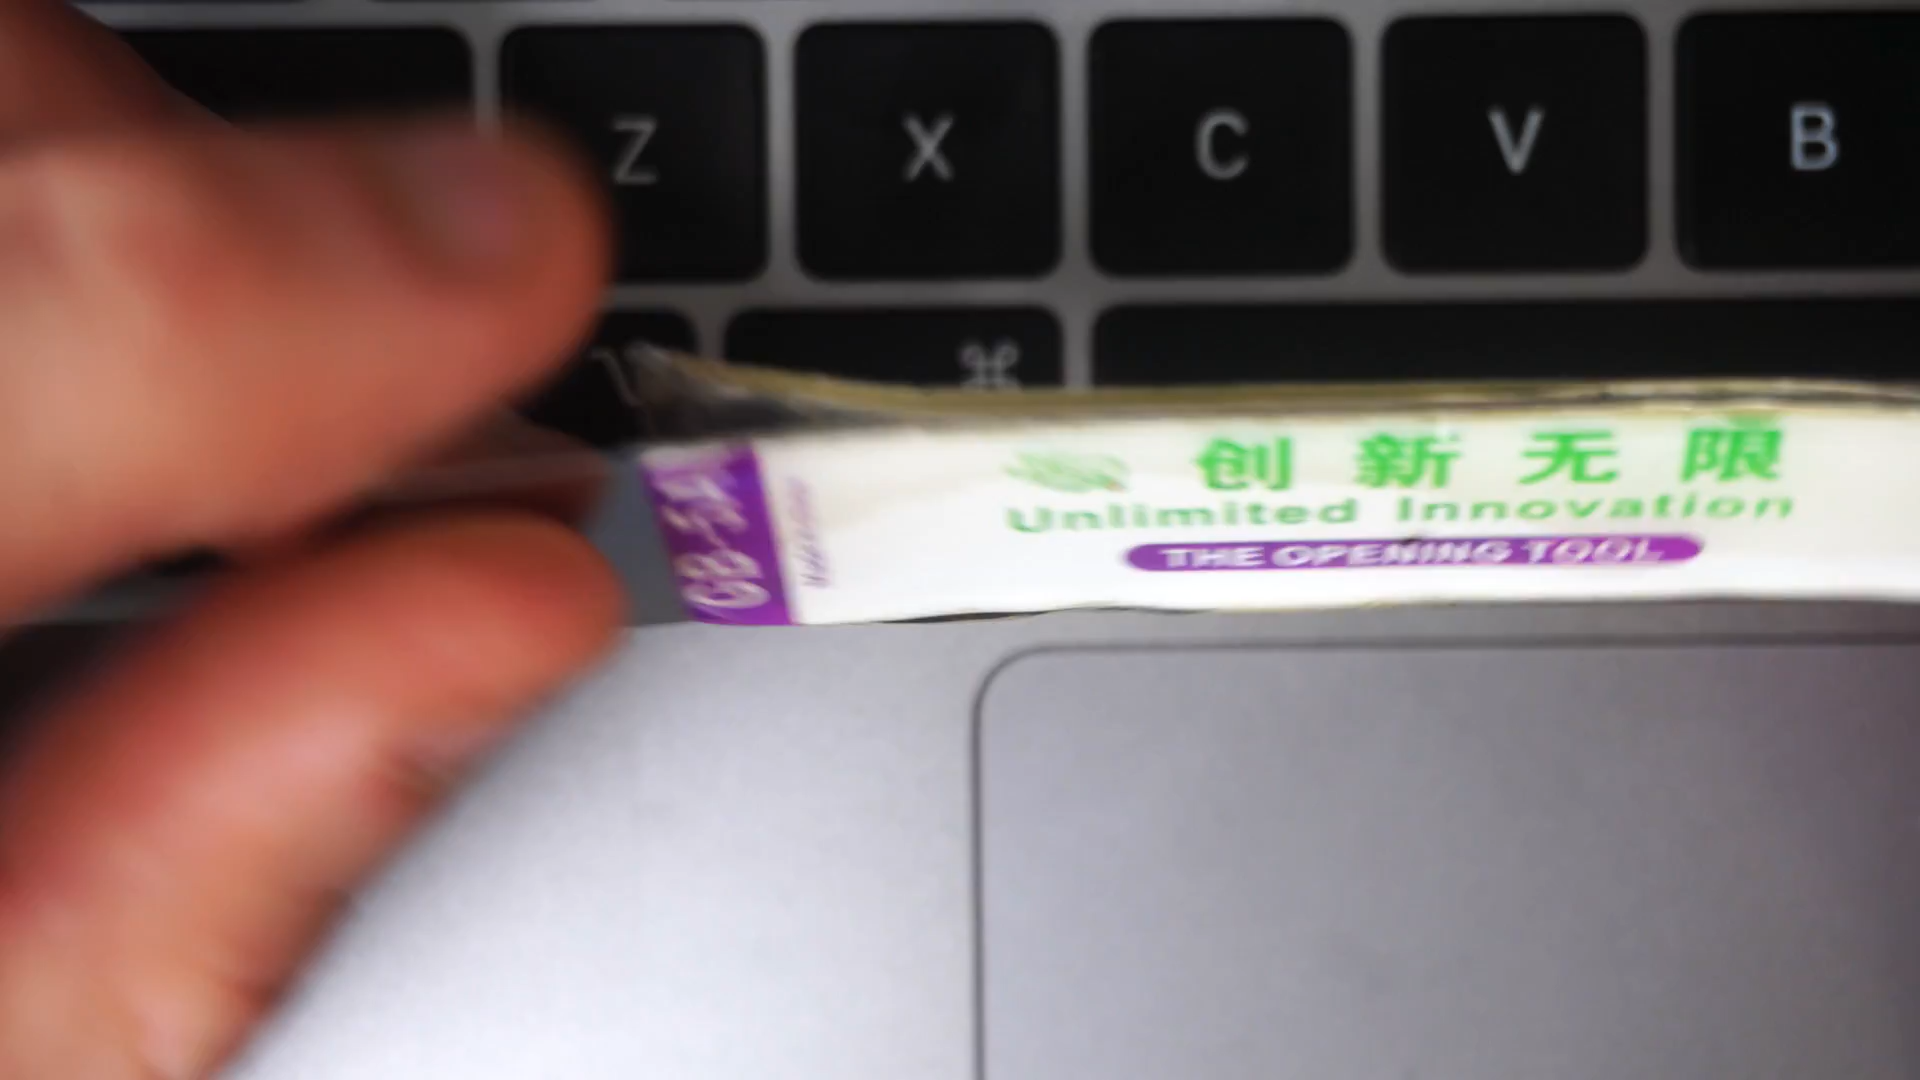 Z X C V B
⌘
创新无限
Unlimited Innovation
THE OPENING TOOL